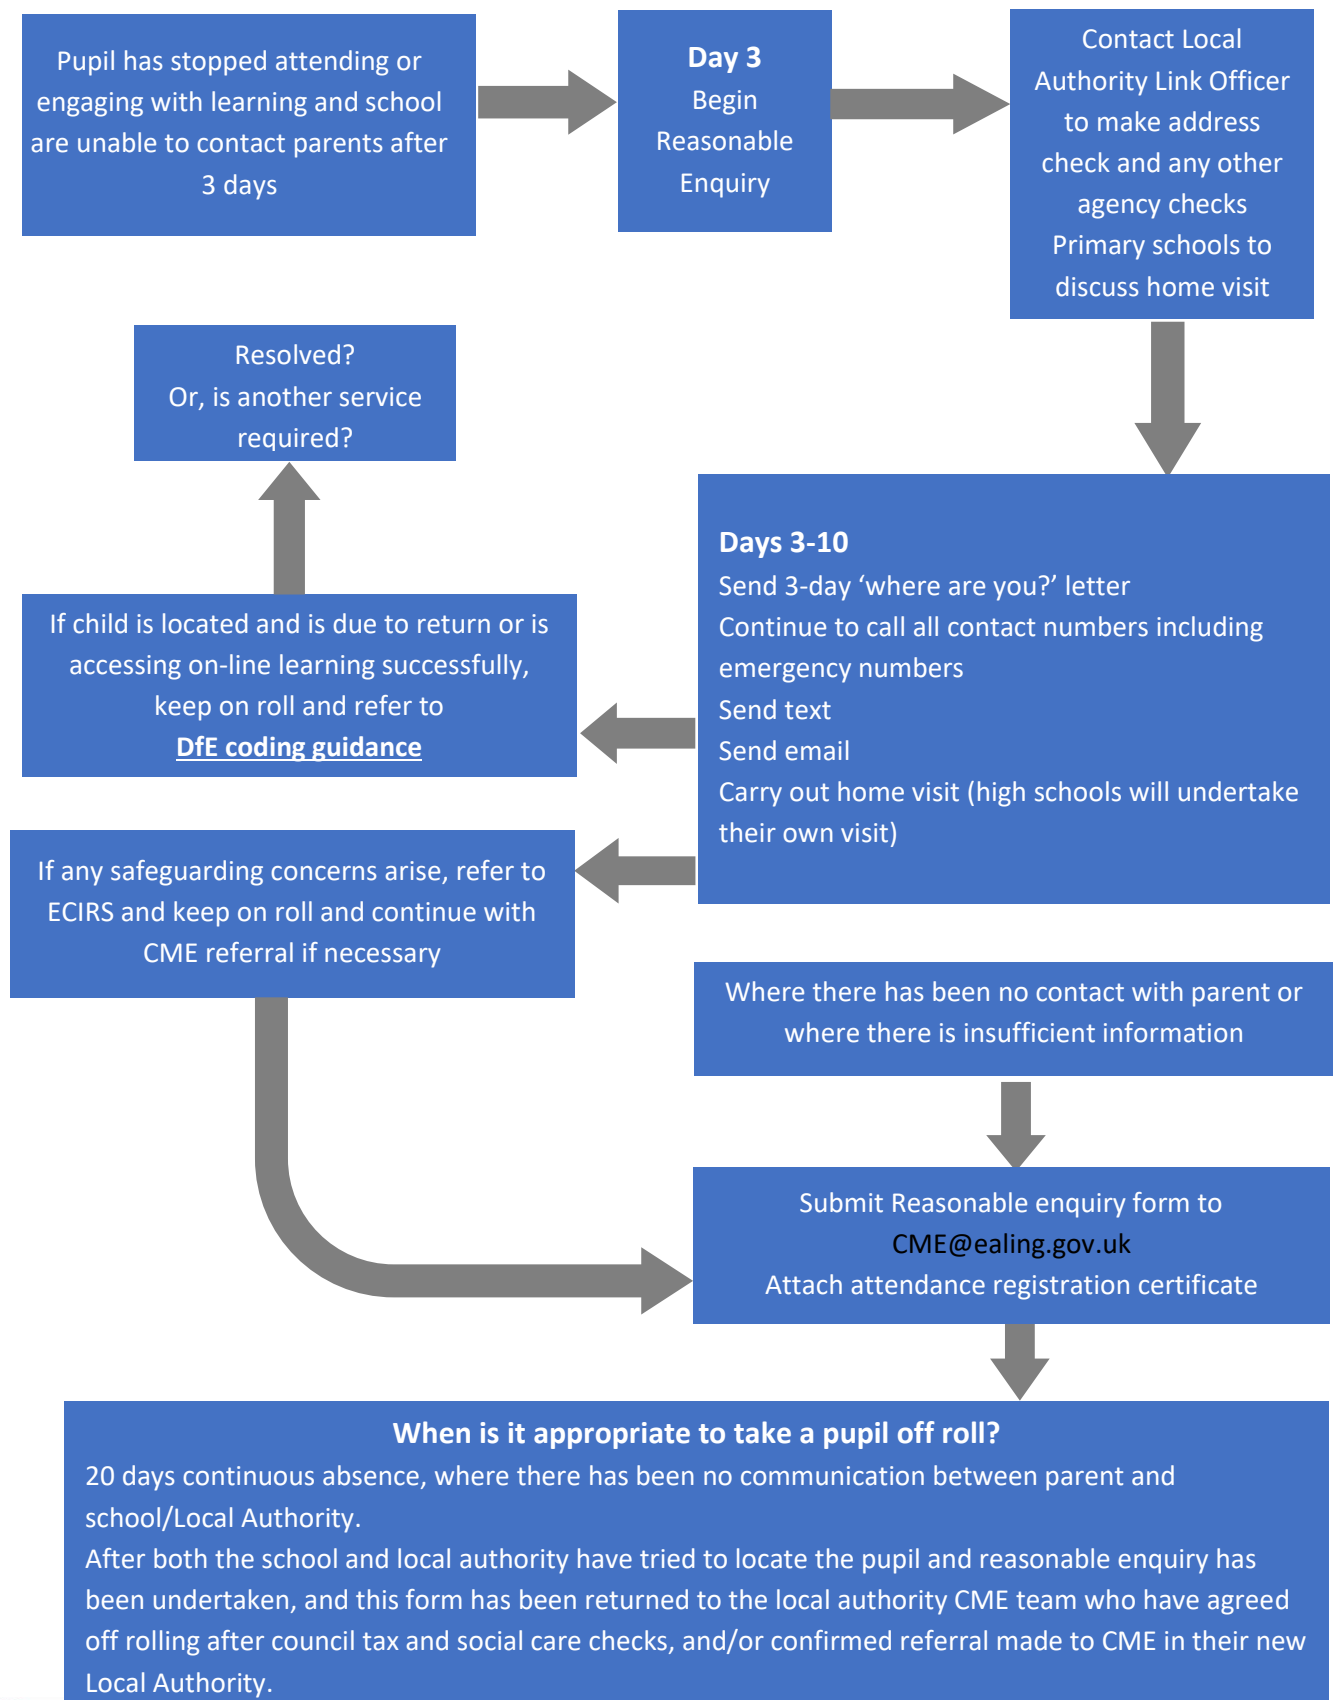 Pupil has stopped attending or
engaging with learning and school
are unable to contact parents after
3 days
Day 3
Begin
Reasonable
Enquiry
Contact Local
Authority Link Officer
to make address
check and any other
agency checks
Primary schools to
discuss home visit
Resolved?
Or, is another service
required?
Days 3-10
Send 3-day ‘where are you?’ letter
Continue to call all contact numbers including
emergency numbers
Send text
Send email
Carry out home visit (high schools will undertake
their own visit)
If child is located and is due to return or is
accessing on-line learning successfully,
keep on roll and refer to
DfE coding guidance
If any safeguarding concerns arise, refer to
ECIRS and keep on roll and continue with
CME referral if necessary
Where there has been no contact with parent or
where there is insufficient information
Submit Reasonable enquiry form to
CME@ealing.gov.uk
Attach attendance registration certificate
When is it appropriate to take a pupil off roll?
20 days continuous absence, where there has been no communication between parent and
school/Local Authority.
After both the school and local authority have tried to locate the pupil and reasonable enquiry has
been undertaken, and this form has been returned to the local authority CME team who have agreed
off rolling after council tax and social care checks, and/or confirmed referral made to CME in their new
Local Authority.